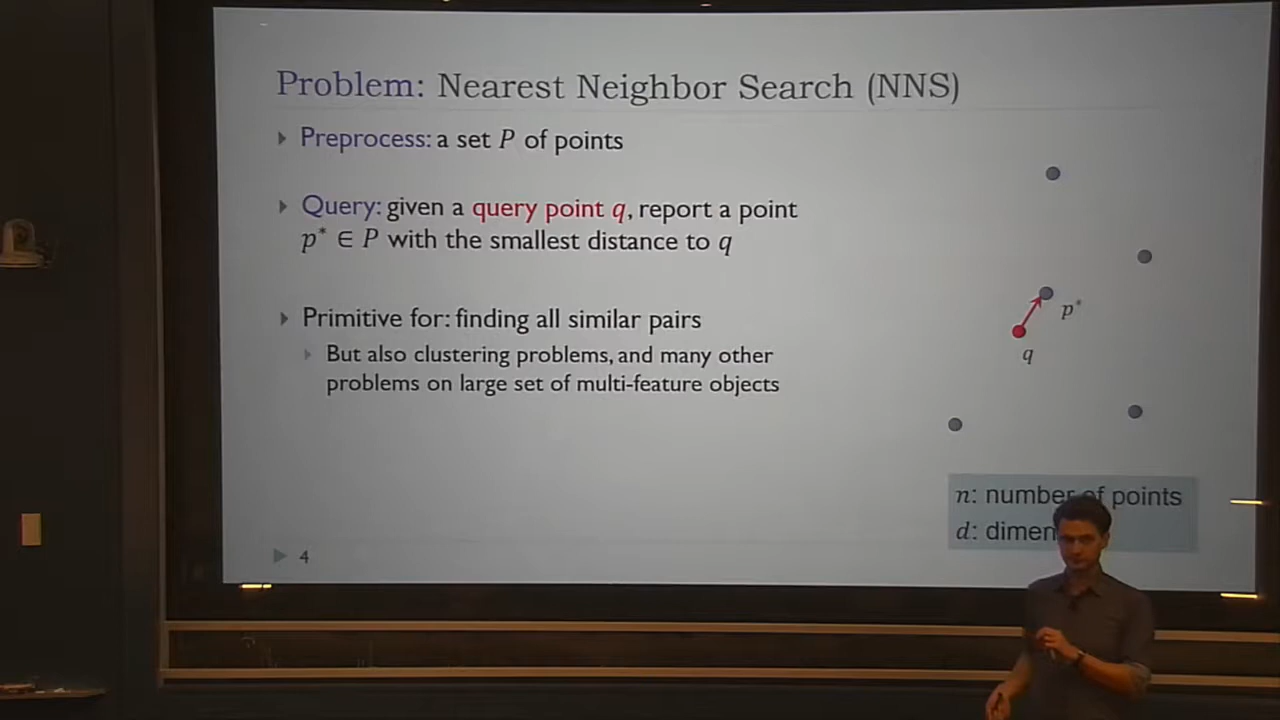 Problem: Nearest Neighbor Search (NNS)
Preprocess: a set P of points
Query: given a query point q, report a point
p* ∈ P with the smallest distance to q
Primitive for: finding all similar pairs
But also clustering problems, and many other
problems on large set of multi-feature objects
p*
q
n: number of points
d: dimen
4